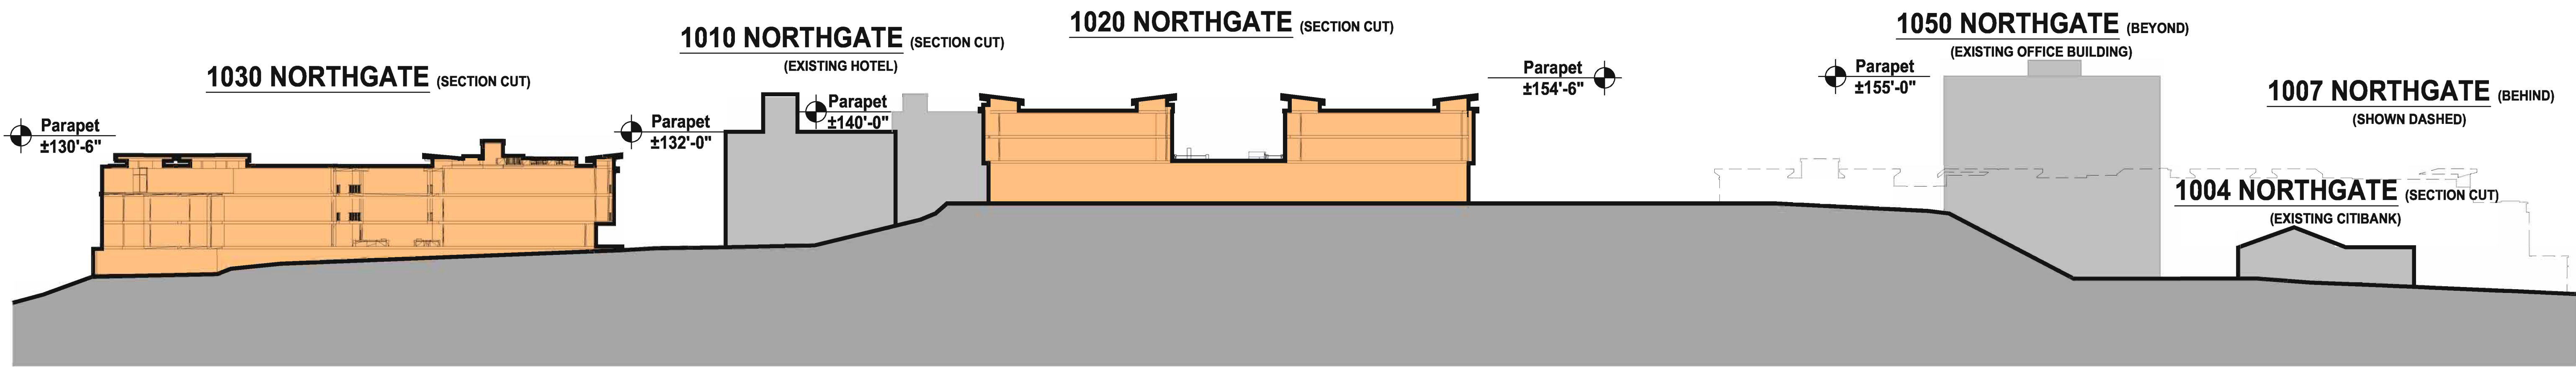 1030 NORTHGATE (SECTION CUT)
Parapet
±130'-6"
1010 NORTHGATE (SECTION CUT)
(EXISTING HOTEL)
Parapet
±132'-0"
Parapet
±140'-0"
1020 NORTHGATE (SECTION CUT)
Parapet
±154'-6"
Parapet
±155'-0"
1050 NORTHGATE (BEYOND)
(EXISTING OFFICE BUILDING)
1007 NORTHGATE (BEHIND)
(SHOWN DASHED)
1004 NORTHGATE (SECTION CUT)
(EXISTING CITIBANK)